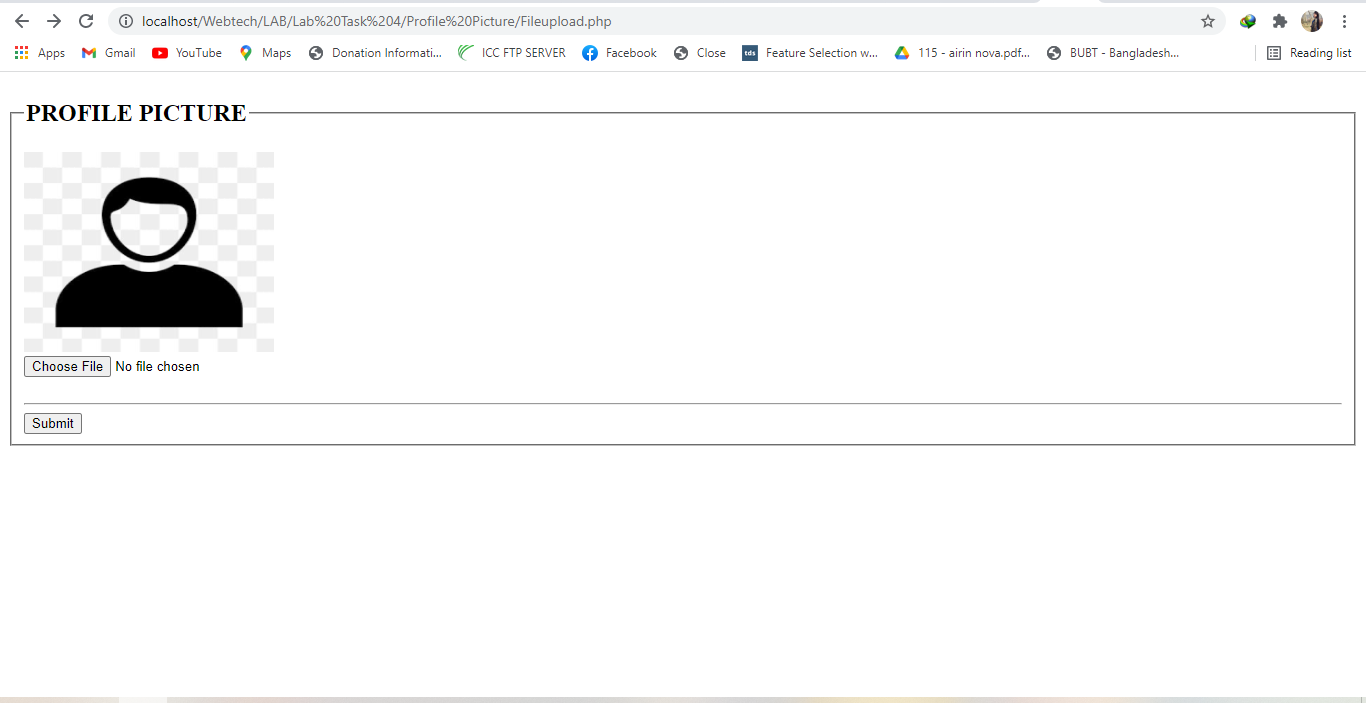 localhost/Webtech/LAB/Lab%20Task%204/Profile%20Picture/Fileupload.php
Apps Gmail YouTube Maps Donation Informati... ICC FTP SERVER Facebook Close tds Feature Selection w... 115 - airin nova.pdf... BUBT - Bangladesh... Reading list
PROFILE PICTURE
Choose File No file chosen
Submit